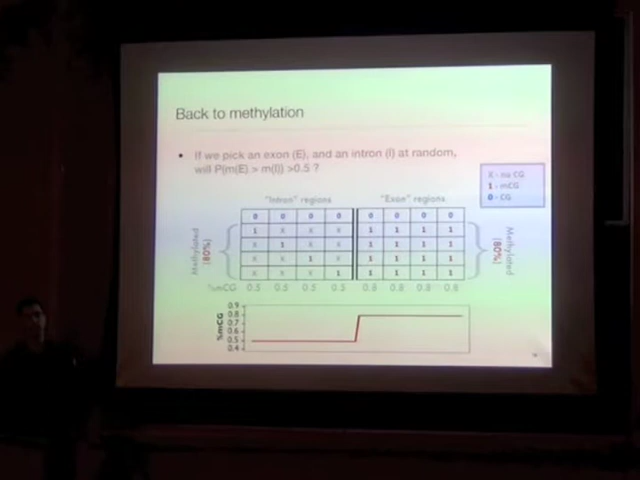 Back to methylation
• If we pick an exon (E), and an intron (I) at random,
will P(m(E) > m(I)) >0.5 ?
X - no CG
1 - mCG
0 - CG
"Intron" regions "Exon" regions
Methylated (80%)
0 0 0 0 0 0 0 0
1 X X X 1 1 1 1
X 1 X X 1 1 1 1
X X 1 X 1 1 1 1
X X X 1 1 1 1 1
Methylated (80%)
%mCG 0.5 0.5 0.5 0.5 0.8 0.8 0.8 0.8
%mCG
0.9
0.8
0.7
0.6
0.5
0.4